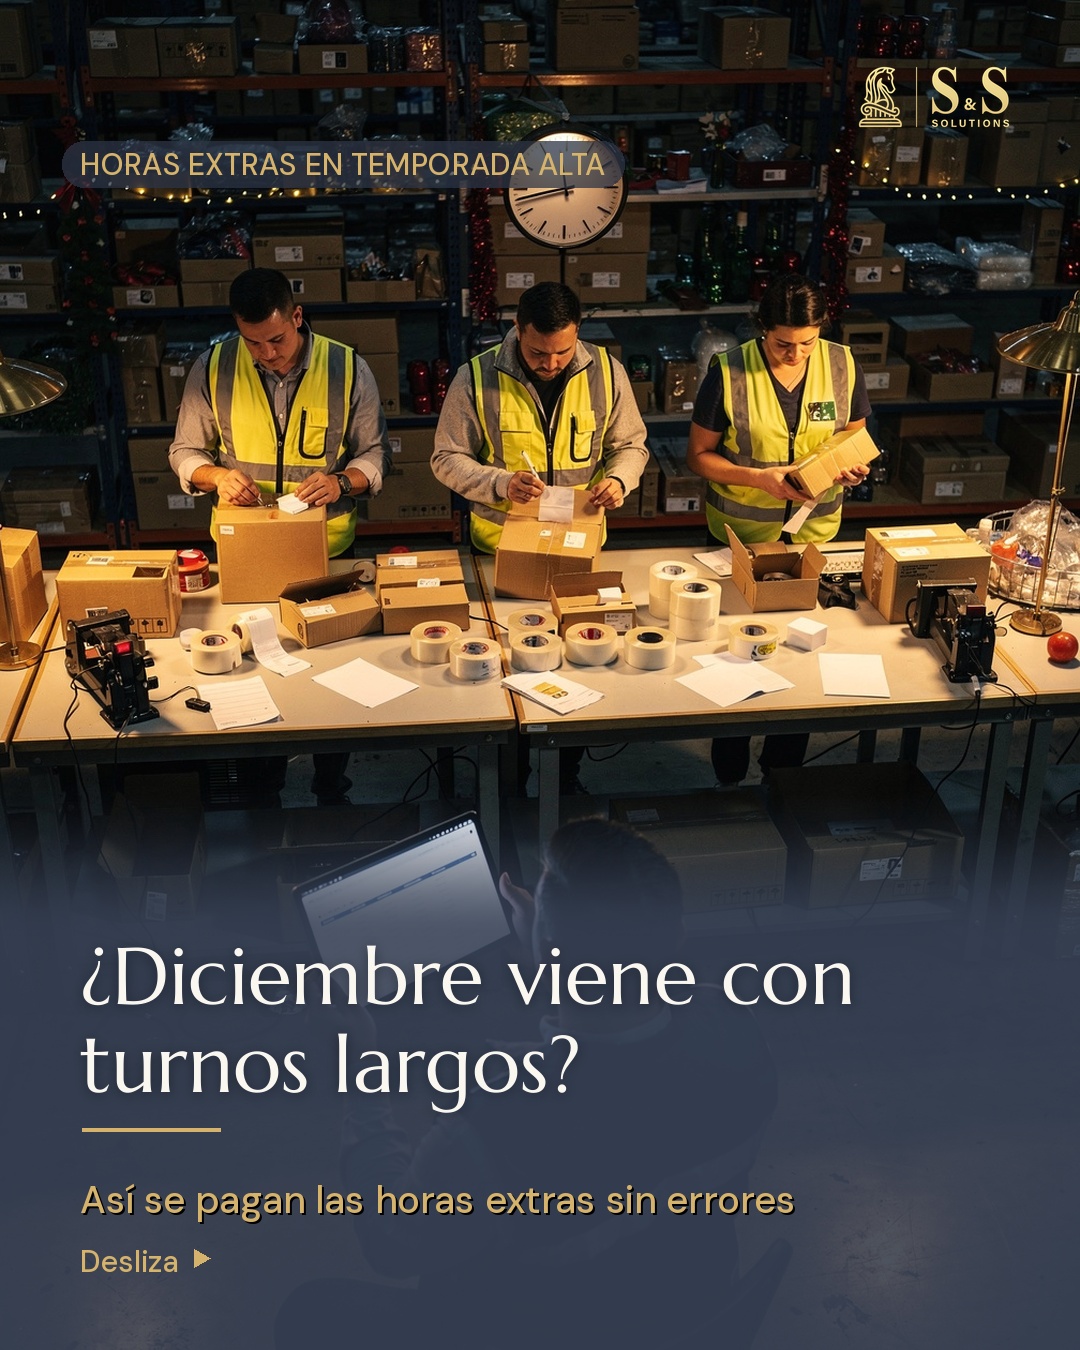 S&S
SOLUTIONS
HORAS EXTRAS EN TEMPORADA ALTA
¿Diciembre viene con
turnos largos?
Así se pagan las horas extras sin errores
Desliza